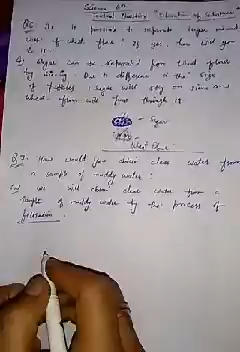 Science
Q6: Is it possible to separate sugar mixed
with wheat flour? If yes, how will you
do it.
A. Sugar can be separated from wheat flour
by sieving. Due to difference in the size
of particles, sugar will stay on sieve and
wheat flour will pass through it.
Sugar
Wheat flour
Q7. How would you obtain clear water from
a sample of muddy water?
We will obtain clear water from a
sample of muddy water by the process of
filtration.